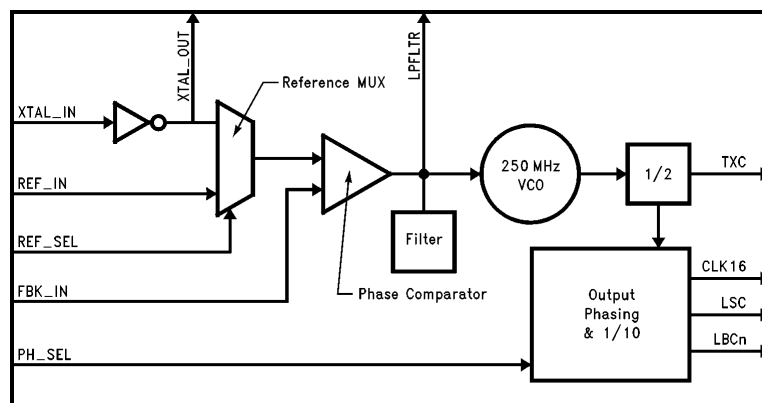 XTAL_OUT
LPFLTR
Reference MUX
XTAL_IN
250 MHz
VCO
1/2
TXC
REF_IN
REF_SEL
Filter
FBK_IN
Phase Comparator
Output
Phasing
& 1/10
CLK16
LSC
LBCn
PH_SEL